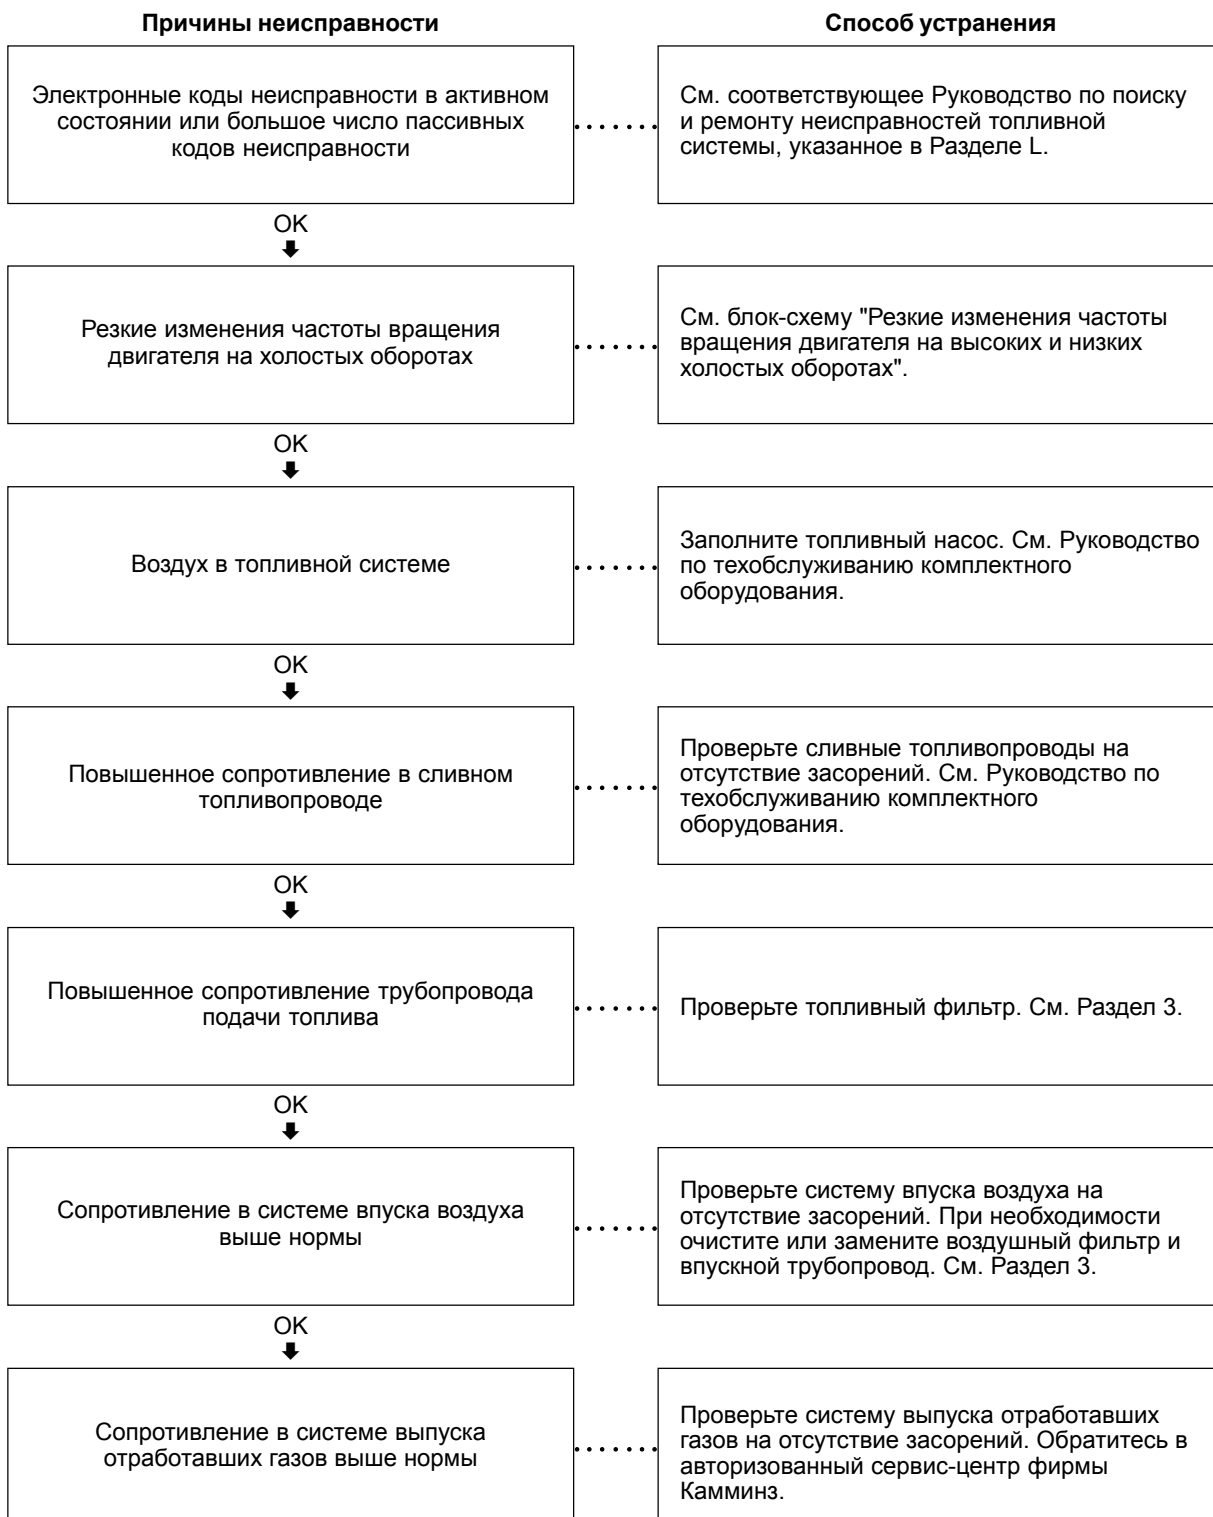 Причины неисправности
Способ устранения
Электронные коды неисправности в активном
состоянии или большое число пассивных
кодов неисправности
См. соответствующее Руководство по поиску
и ремонту неисправностей топливной
системы, указанное в Разделе L.
OK
Резкие изменения частоты вращения
двигателя на холостых оборотах
См. блок-схему "Резкие изменения частоты
вращения двигателя на высоких и низких
холостых оборотах".
OK
Воздух в топливной системе
Заполните топливный насос. См. Руководство
по техобслуживанию комплектного
оборудования.
OK
Повышенное сопротивление в сливном
топливопроводе
Проверьте сливные топливопроводы на
отсутствие засорений. См. Руководство по
техобслуживанию комплектного
оборудования.
OK
Повышенное сопротивление трубопровода
подачи топлива
Проверьте топливный фильтр. См. Раздел 3.
OK
Сопротивление в системе впуска воздуха
выше нормы
Проверьте систему впуска воздуха на
отсутствие засорений. При необходимости
очистите или замените воздушный фильтр и
впускной трубопровод. См. Раздел 3.
OK
Сопротивление в системе выпуска
отработавших газов выше нормы
Проверьте систему выпуска отработавших
газов на отсутствие засорений. Обратитесь в
авторизованный сервис-центр фирмы
Камминз.